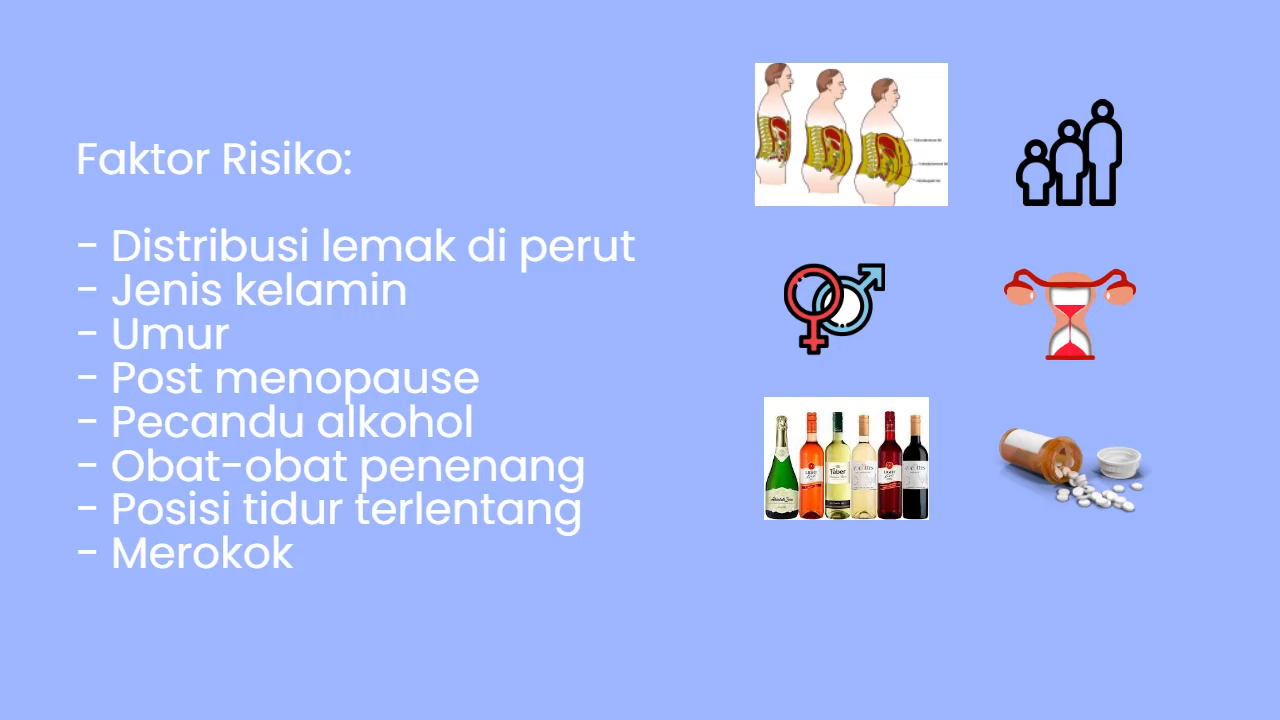 Faktor Risiko:
- Distribusi lemak di perut
- Jenis kelamin
- Umur
- Post menopause
- Pecandu alkohol
- Obat-obat penenang
- Posisi tidur terlentang
- Merokok
Táber